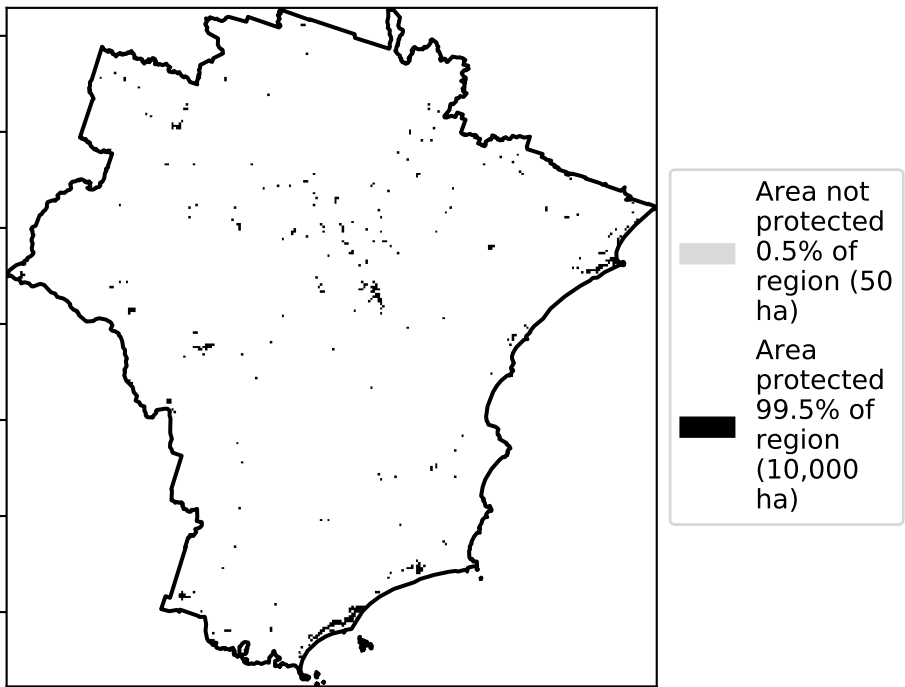 Area not
protected
0.5% of
region (50
ha)
Area
protected
99.5% of
region
(10,000
ha)